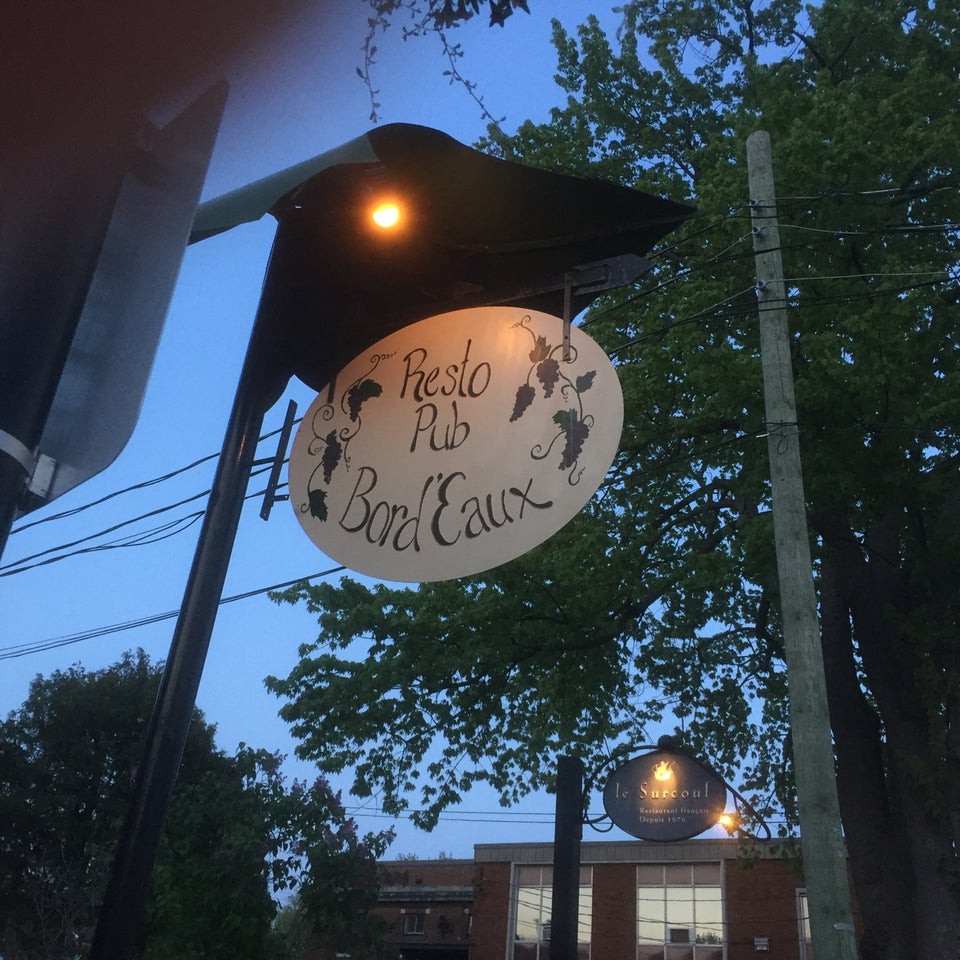 Resto
Pub
Bord'Eaux
le Surcouf
Restaurant français
Depuis 1976